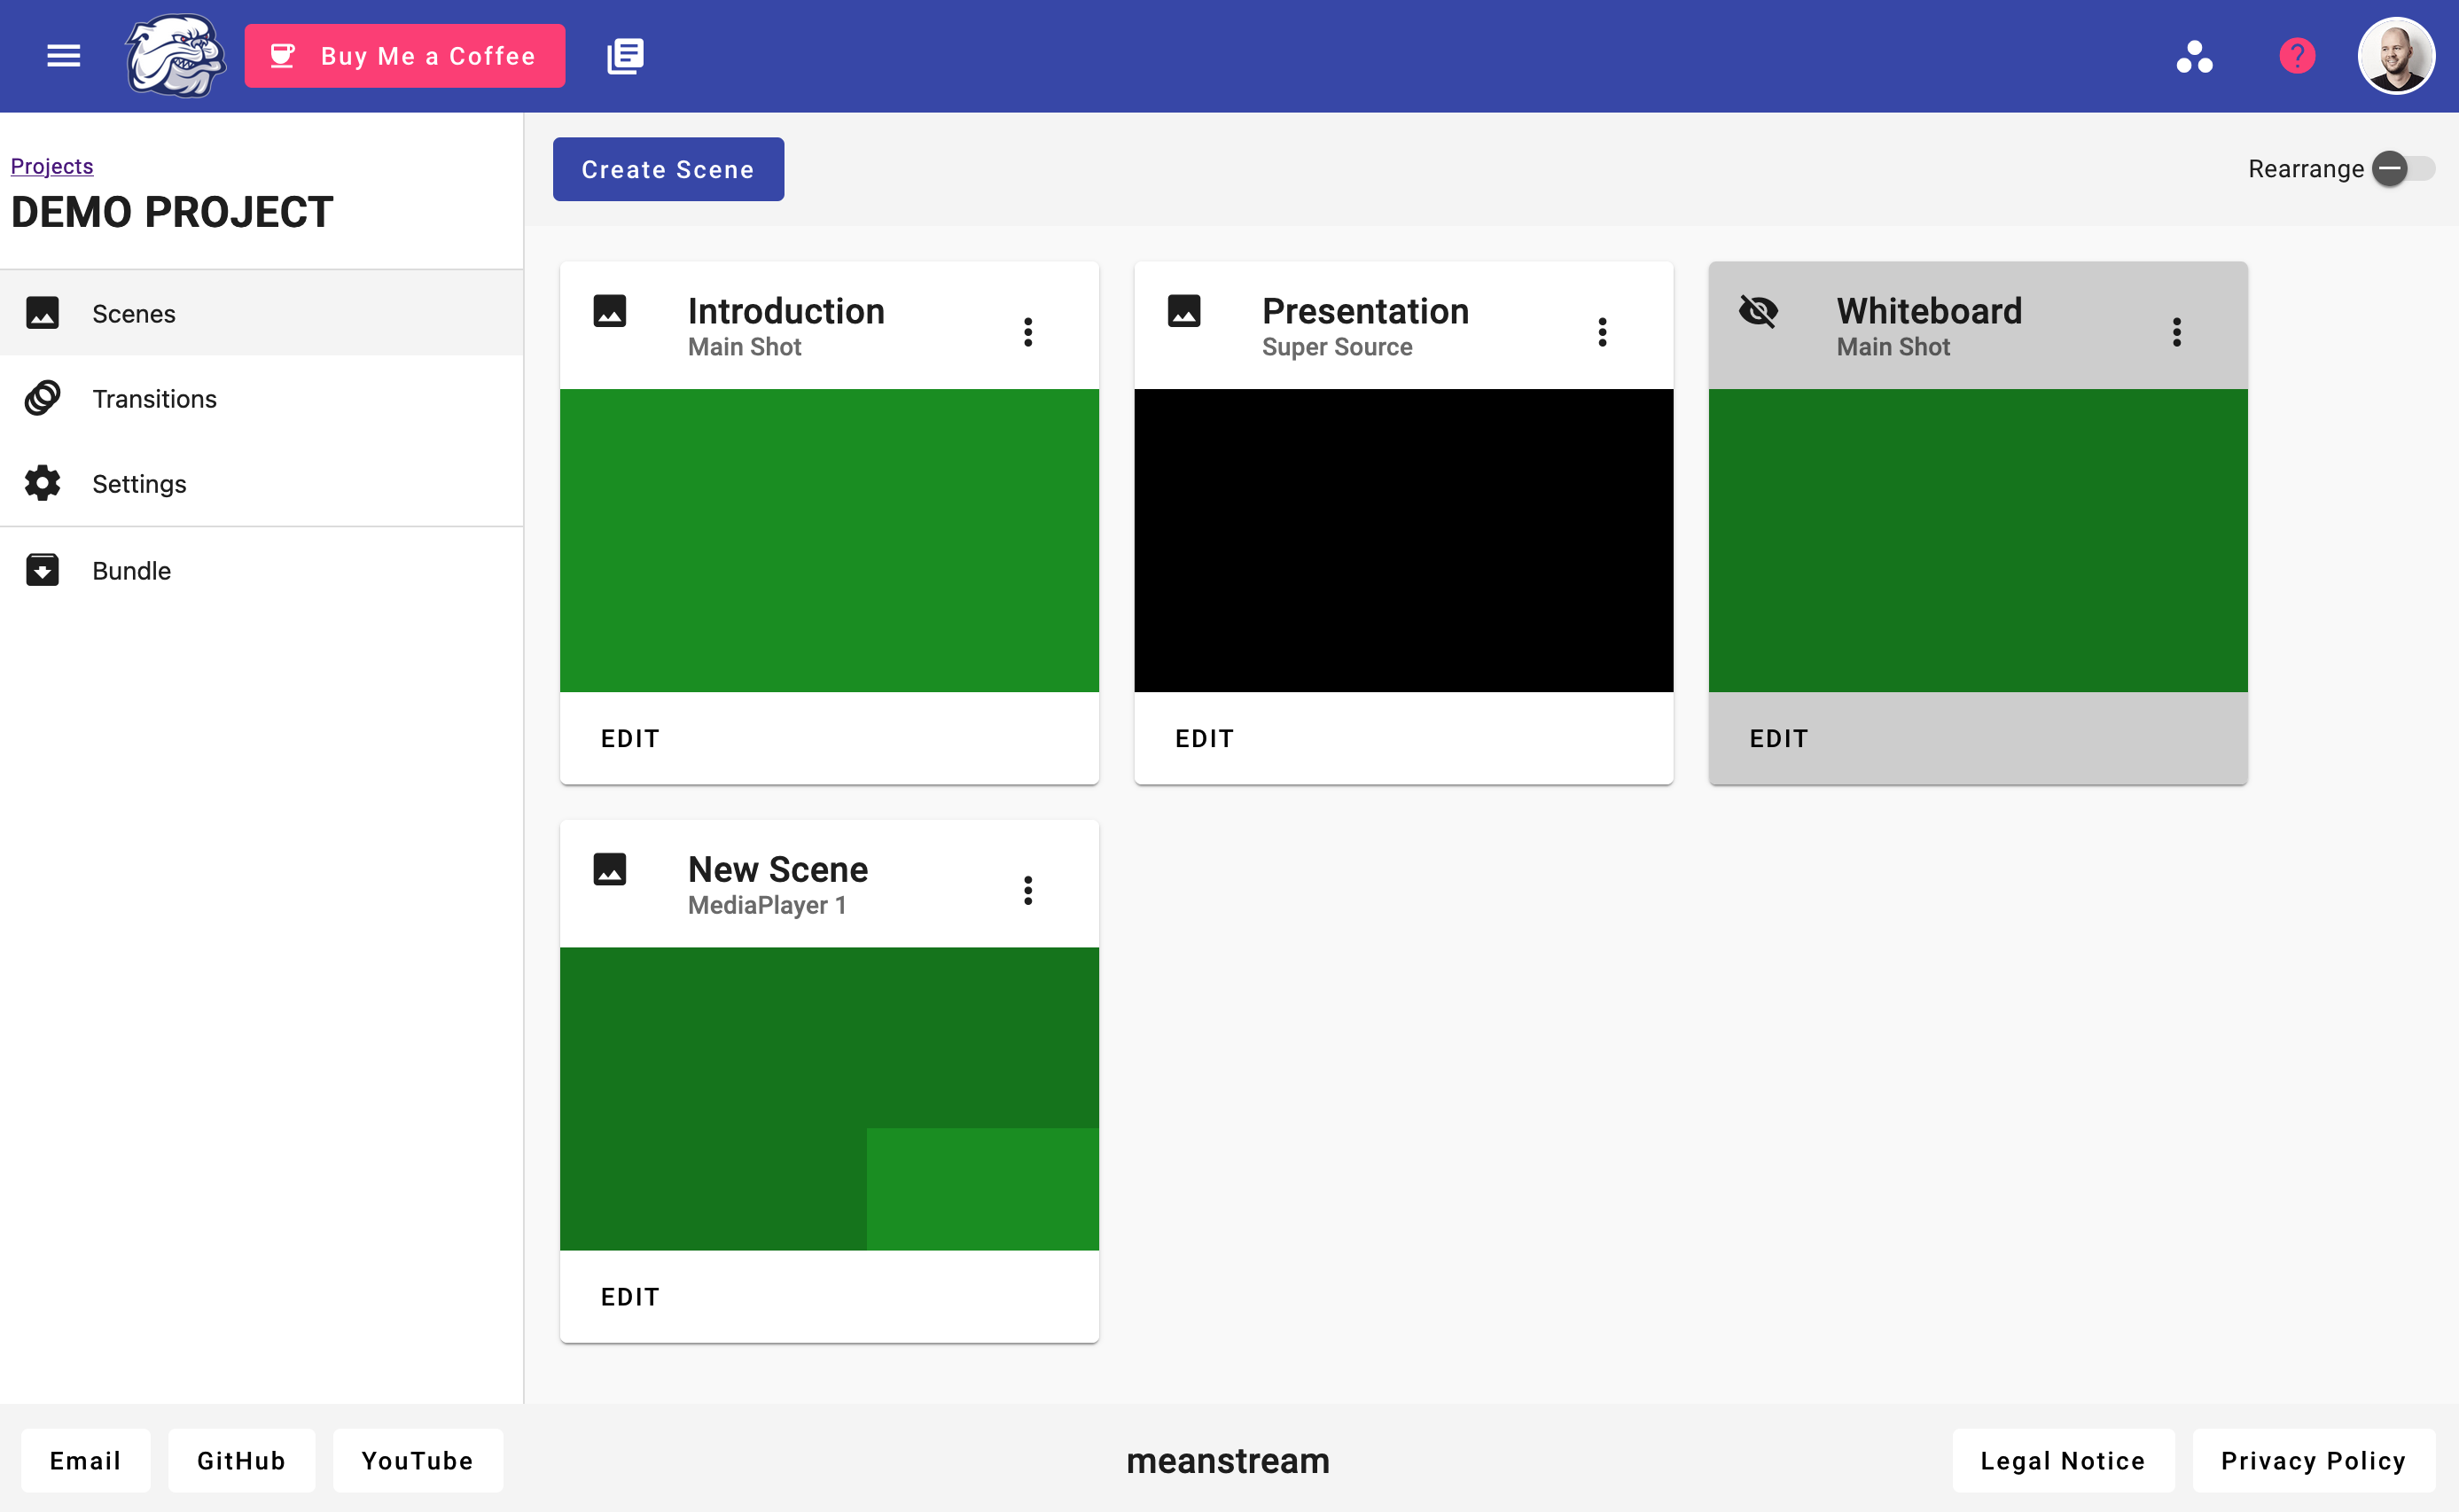 Buy Me a Coffee
?
Projects
DEMO PROJECT
Scenes
Transitions
Settings
Bundle
Create Scene
Rearrange
Introduction
Main Shot
EDIT
Presentation
Super Source
EDIT
Whiteboard
Main Shot
EDIT
New Scene
MediaPlayer 1
EDIT
Email
GitHub
YouTube
meanstream
Legal Notice
Privacy Policy